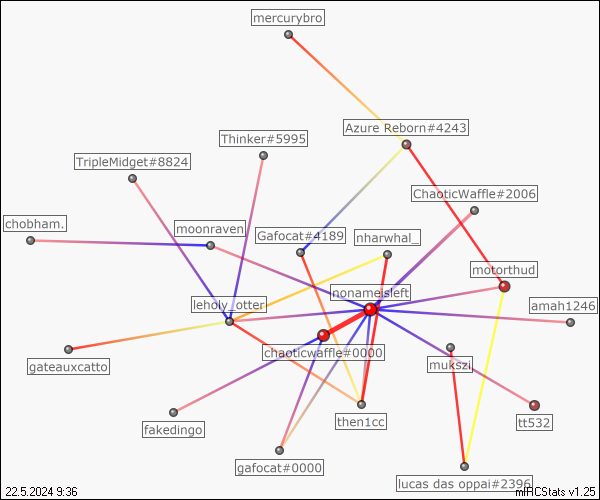 mercurybro
Azure Reborn#4243
Thinker#5995
TripleMidget#8824
ChaoticWaffle#2006
chobham.
moonraven
Gafocat#4189
nharwhal_
motorthud
nonameisleft
leholy_otter
amah1246
chaoticwaffle#0000
mukszi
gateauxcatto
fakedingo
then1cc
tt532
gafocat#0000
lucas das oppai#2396
22.5.2024 9:36
mIRCStats v1.25